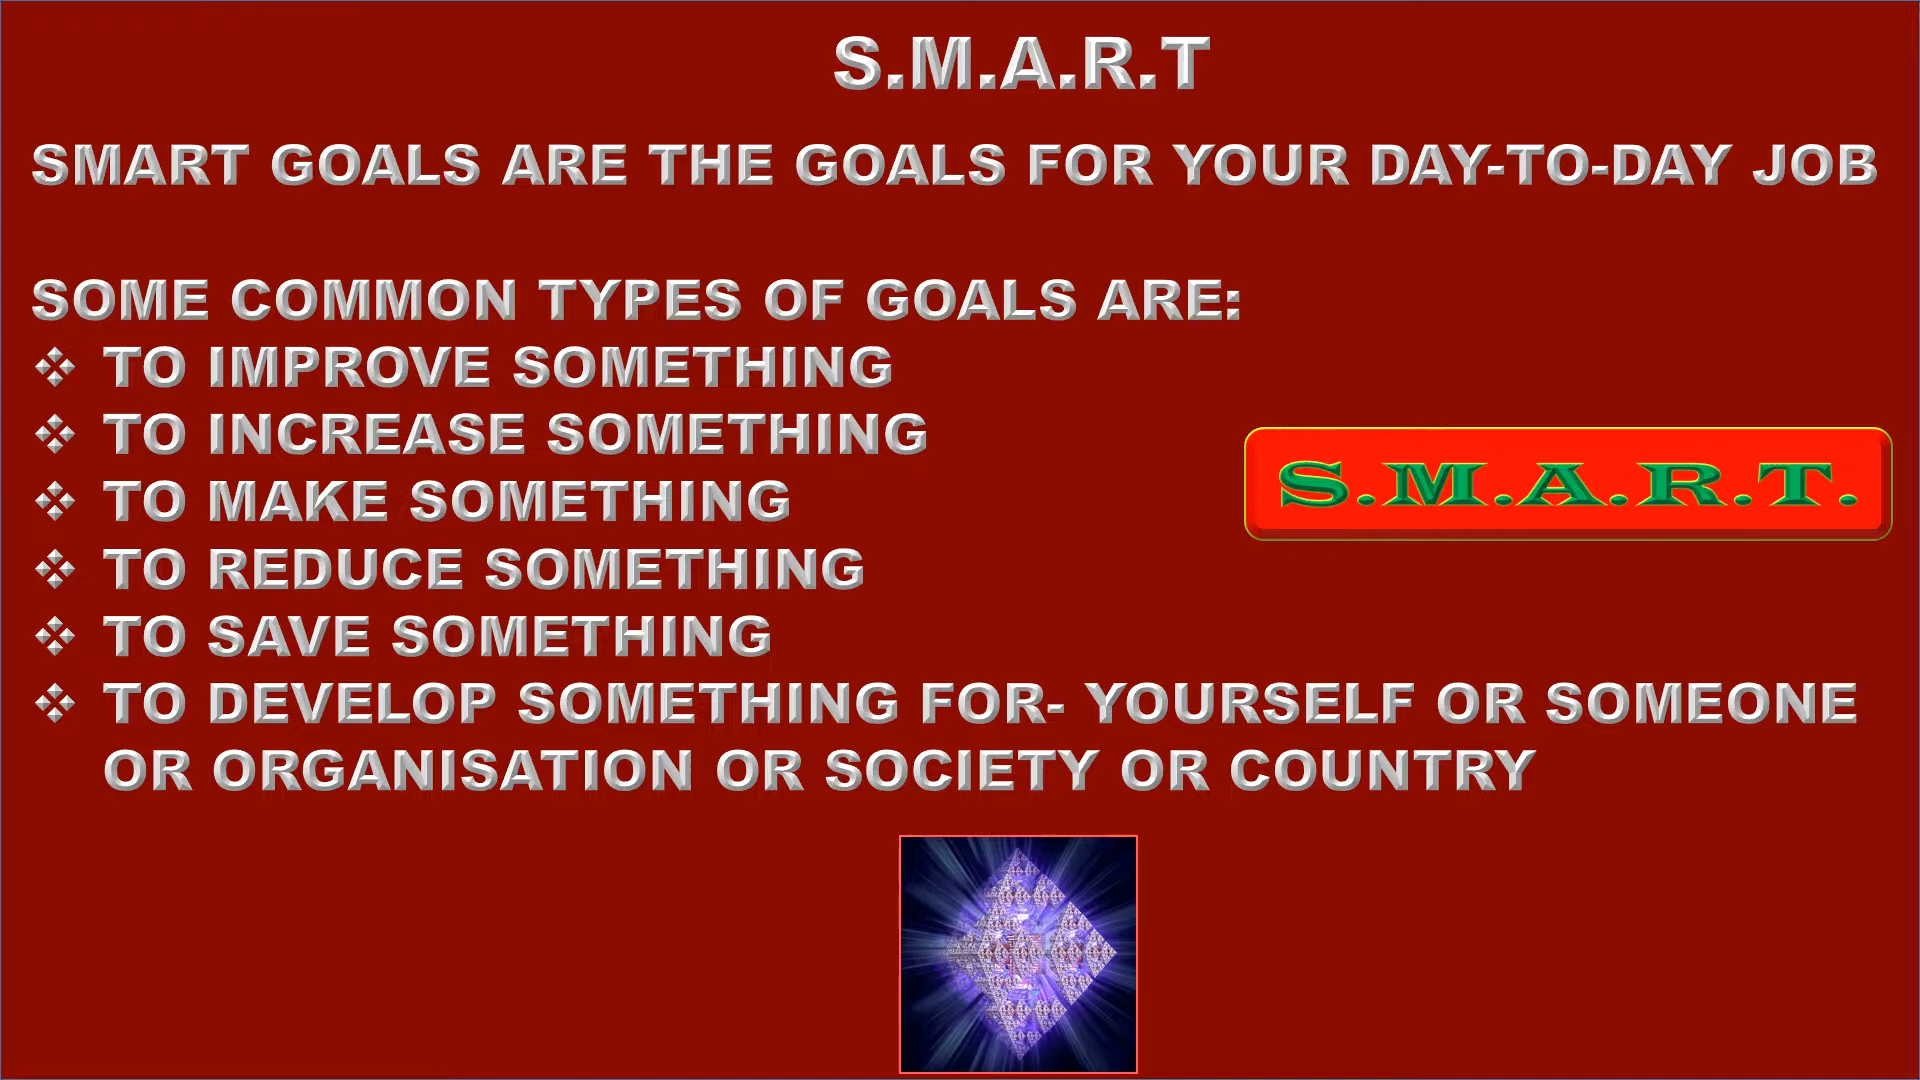 S.M.A.R.T
SMART GOALS ARE THE GOALS FOR YOUR DAY-TO-DAY JOB
SOME COMMON TYPES OF GOALS ARE:
❖ TO IMPROVE SOMETHING
❖ TO INCREASE SOMETHING
❖ TO MAKE SOMETHING
❖ TO REDUCE SOMETHING
❖ TO SAVE SOMETHING
❖ TO DEVELOP SOMETHING FOR- YOURSELF OR SOMEONE
OR ORGANISATION OR SOCIETY OR COUNTRY
S.M.A.R.T.